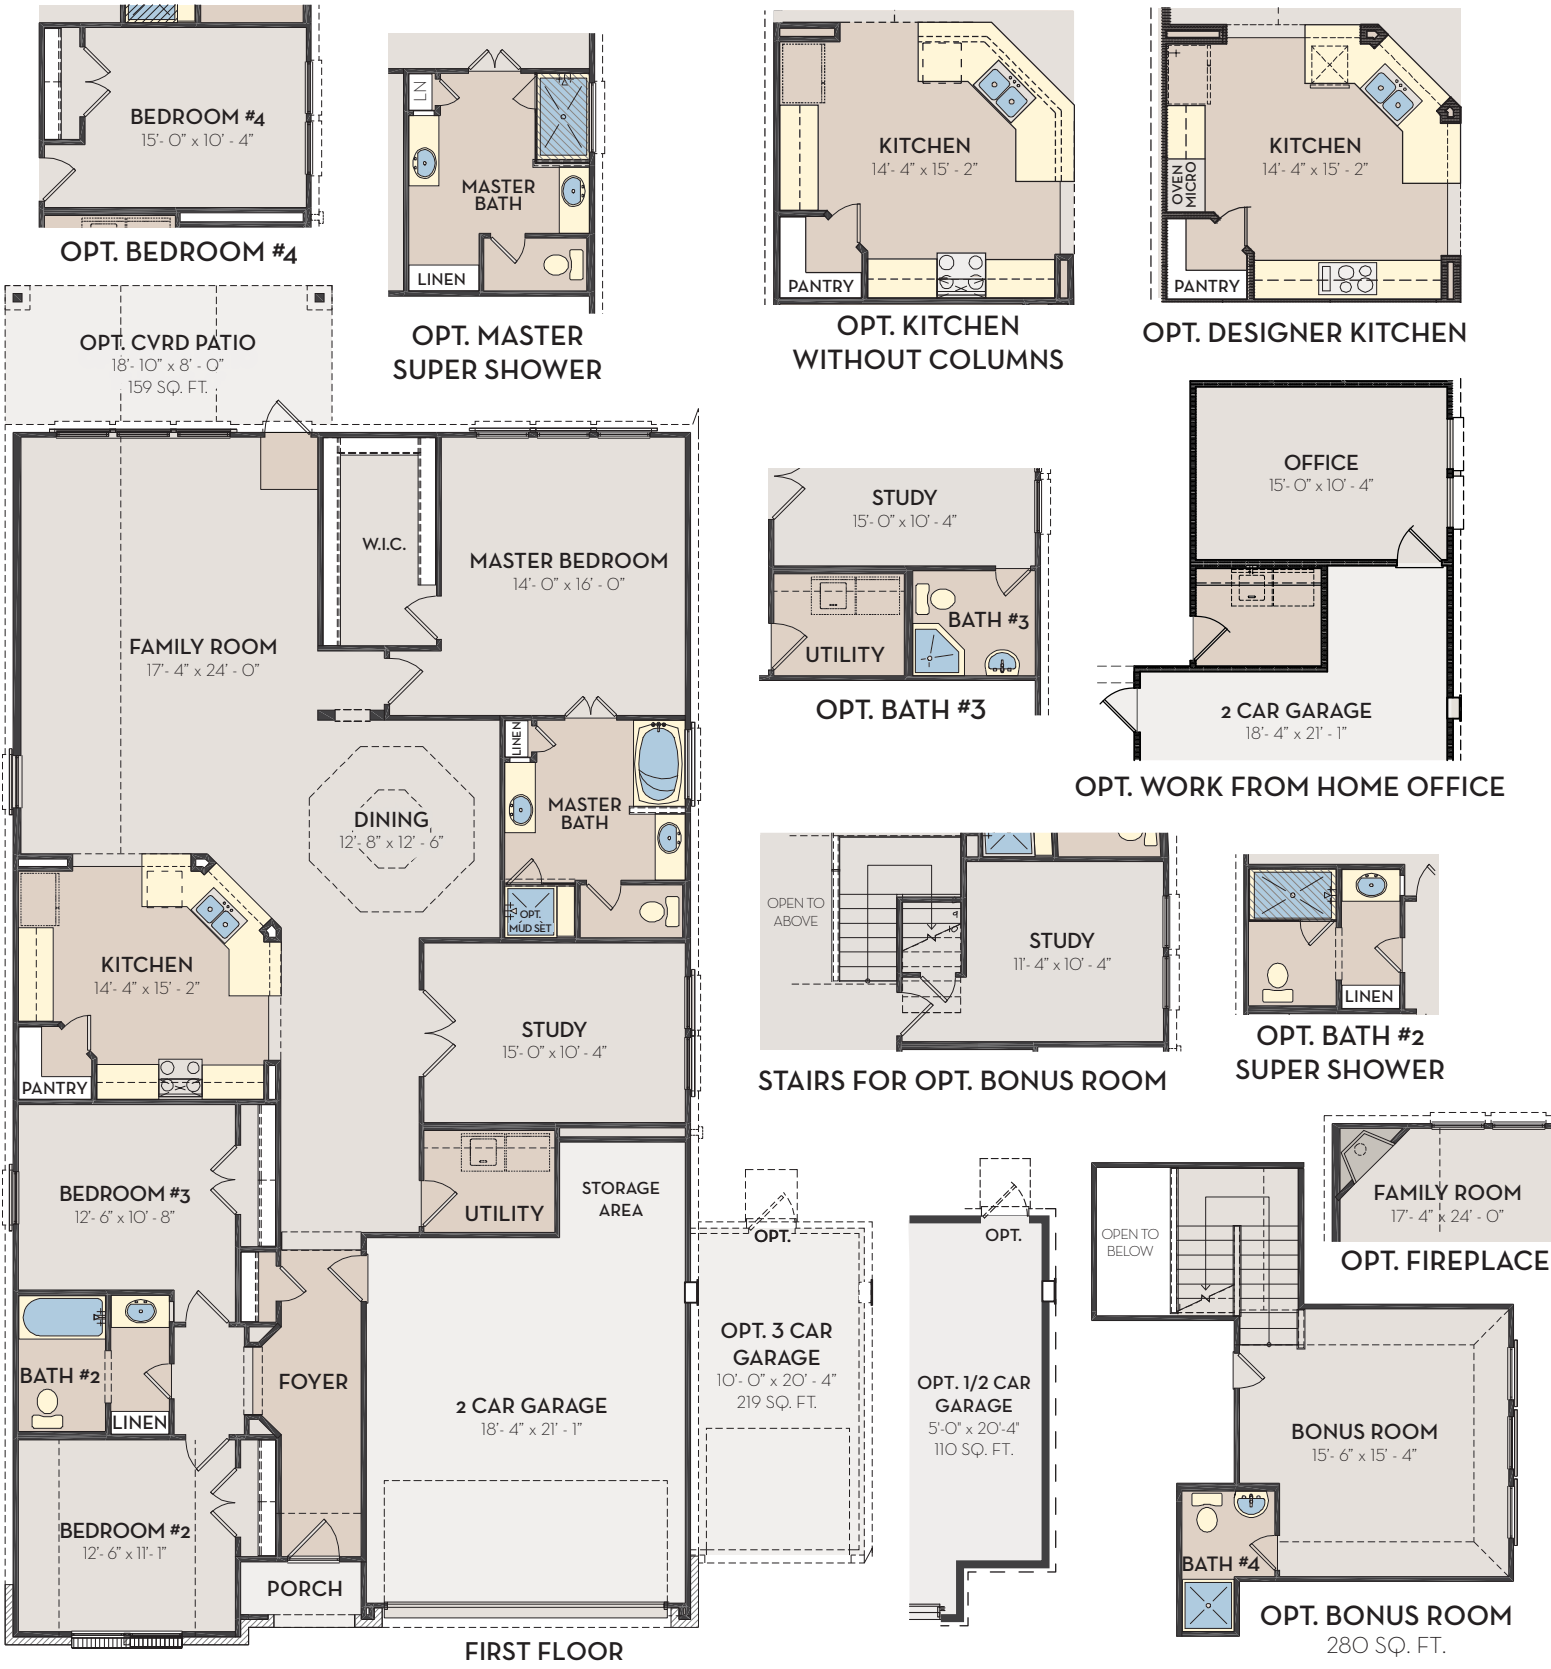 BEDROOM #4
15'- 0" x 10' - 4"
OPT. BEDROOM #4
LIN
MASTER
BATH
LINEN
OPT. MASTER
SUPER SHOWER
KITCHEN
14'- 4" x 15' - 2"
PANTRY
OPT. KITCHEN
WITHOUT COLUMNS
KITCHEN
14'- 4" x 15' - 2"
OVEN
MICRO
PANTRY
OPT. DESIGNER KITCHEN
OPT. CVRD PATIO
18'- 10" x 8' - 0"
159 SQ. FT.
W.I.C.
MASTER BEDROOM
14'- 0" x 16' - 0"
FAMILY ROOM
17'- 4" x 24' - 0"
LINEN
MASTER
BATH
DINING
12'- 8" x 12' - 6"
OPT.
MUD SET
KITCHEN
14'- 4" x 15' - 2"
PANTRY
STUDY
15'- 0" x 10' - 4"
UTILITY
STORAGE
AREA
BEDROOM #3
12'- 6" x 10' - 8"
BATH #2
LINEN
FOYER
2 CAR GARAGE
18'- 4" x 21' - 1"
BEDROOM #2
12'- 6" x 11'- 1"
PORCH
FIRST FLOOR
STUDY
15'- 0" x 10' - 4"
UTILITY
BATH #3
OPT. BATH #3
OFFICE
15'- 0" x 10' - 4"
2 CAR GARAGE
18'- 4" x 21' - 1"
OPT. WORK FROM HOME OFFICE
OPEN TO
ABOVE
STUDY
11'- 4" x 10' - 4"
STAIRS FOR OPT. BONUS ROOM
LINEN
OPT. BATH #2
SUPER SHOWER
OPT.
OPT. 3 CAR
GARAGE
10'- 0" x 20' - 4"
219 SQ. FT.
OPT.
OPT. 1/2 CAR
GARAGE
5'-0" x 20'-4"
110 SQ. FT.
FAMILY ROOM
17'- 4" x 24' - 0"
OPT. FIREPLACE
OPEN TO
BELOW
BONUS ROOM
15'- 6" x 15' - 4"
BATH #4
OPT. BONUS ROOM
280 SQ. FT.